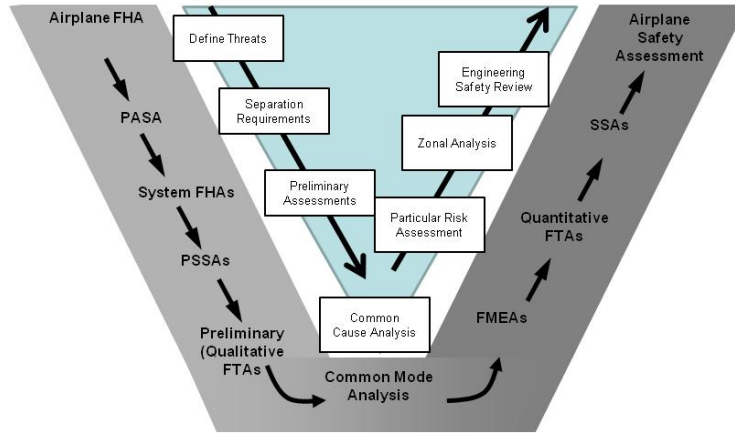 Airplane FHA
PASA
System FHAs
PSSAs
Preliminary
(Qualitative
FTAs
Common Mode
Analysis
FMEAs
Quantitative
FTAs
SSAs
Airplane
Safety
Assessment
Define Threats
Separation
Requirements
Preliminary
Assessments
Common
Cause Analysis
Particular Risk
Assessment
Zonal Analysis
Engineering
Safety Review